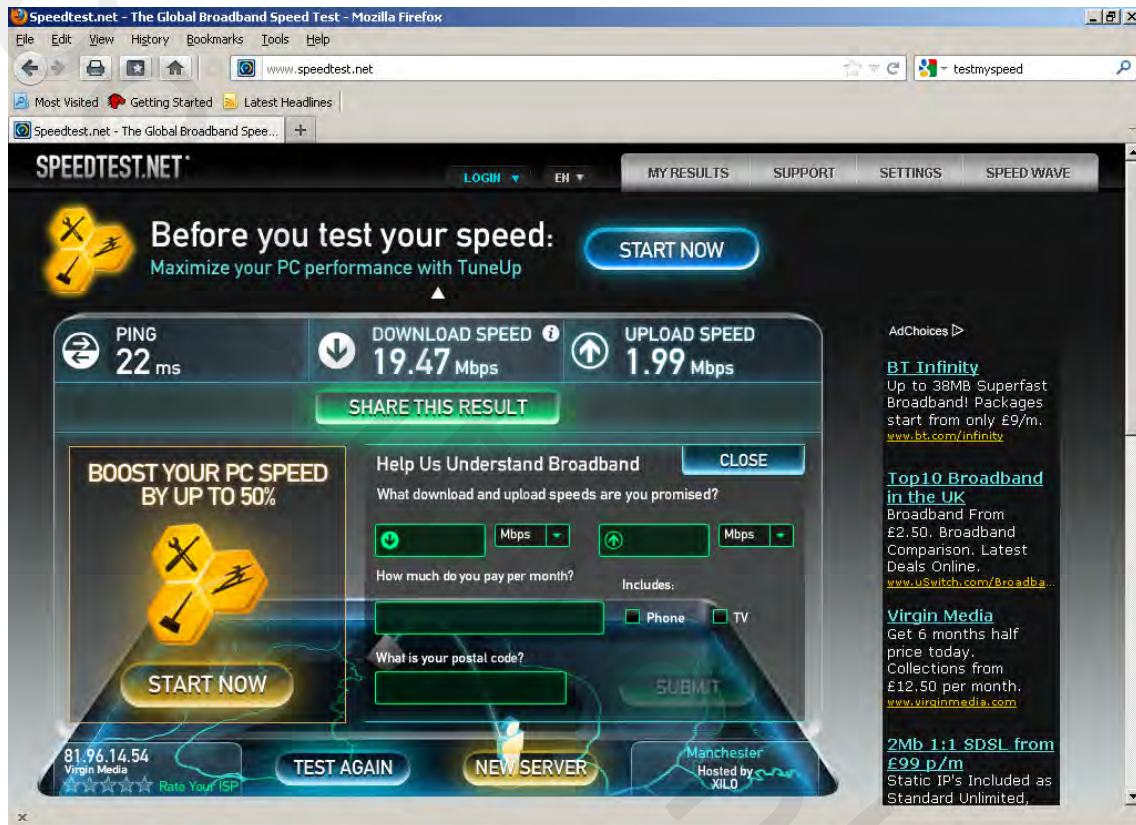 Speedtest.net - The Global Broadband Speed Test - Mozilla Firefox
File Edit View History Bookmarks Tools Help
www.speedtest.net
testmyspeed
Most Visited Getting Started Latest Headlines
Speedtest.net - The Global Broadband Spee...
SPEEDTEST.NET
LOGIN EN MY RESULTS SUPPORT SETTINGS SPEED WAVE
Before you test your speed:
Maximize your PC performance with TuneUp
START NOW
PING
22 ms
DOWNLOAD SPEED
19.47 Mbps
UPLOAD SPEED
1.99 Mbps
SHARE THIS RESULT
BOOST YOUR PC SPEED
BY UP TO 50%
START NOW
Help Us Understand Broadband
CLOSE
What download and upload speeds are you promised?
Mbps Mbps
How much do you pay per month?
Includes:
Phone TV
What is your postal code?
SUBMIT
81.96.14.54
Virgin Media
Rate Your ISP
TEST AGAIN
NEW SERVER
Manchester
Hosted by
XILO
AdChoices
BT Infinity
Up to 38MB Superfast
Broadband! Packages
start from only £9/m.
www.bt.com/infinity
Top10 Broadband
in the UK
Broadband From
£2.50. Broadband
Comparison. Latest
Deals Online.
www.uSwitch.com/Broadba...
Virgin Media
Get 6 months half
price today.
Collections from
£12.50 per month.
www.virginmedia.com
2Mb 1:1 SDSL from
£99 p/m
Static IP's Included as
Standard Unlimited,